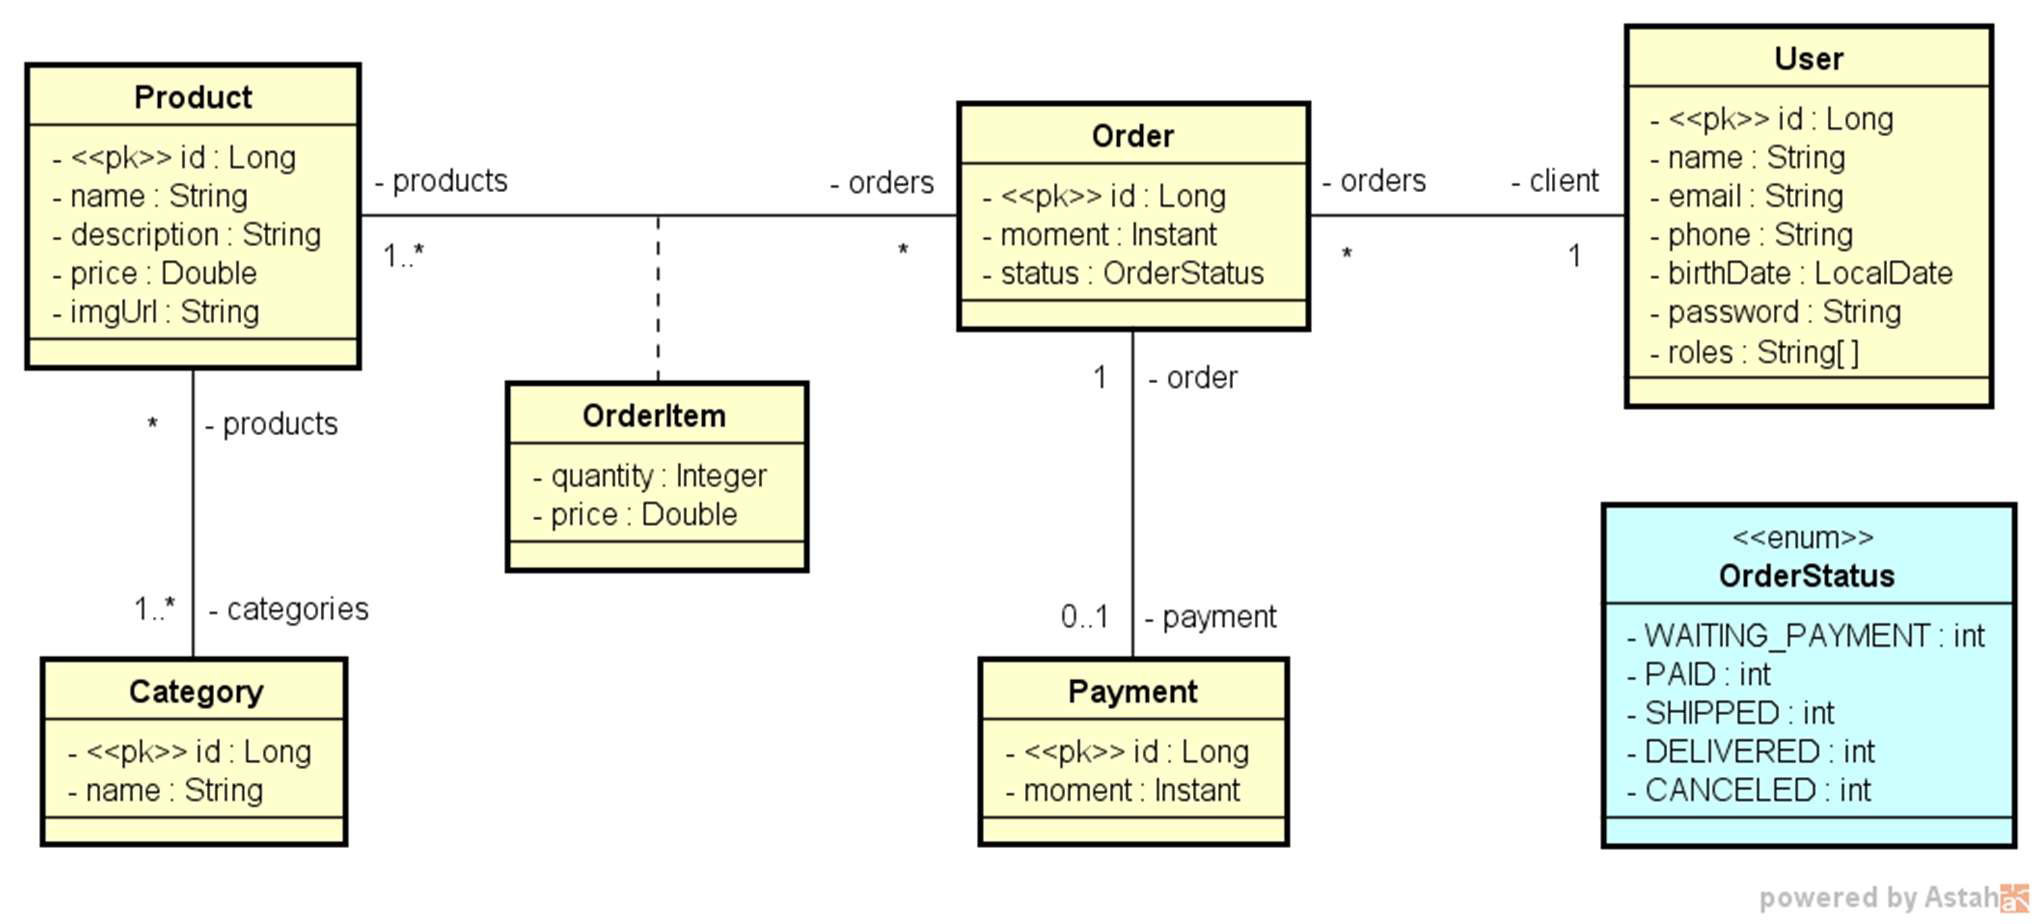 Product
- <<pk>> id : Long
- name : String
- description : String
- price : Double
- imgUrl : String
- products
1..*
- orders
*
Order
- <<pk>> id : Long
- moment : Instant
- status : OrderStatus
- orders
*
- client
1
User
- <<pk>> id : Long
- name : String
- email : String
- phone : String
- birthDate : LocalDate
- password : String
- roles : String[ ]
* - products
1..* - categories
OrderItem
- quantity : Integer
- price : Double
1 - order
0..1 - payment
Category
- <<pk>> id : Long
- name : String
Payment
- <<pk>> id : Long
- moment : Instant
<<enum>>
OrderStatus
- WAITING_PAYMENT : int
- PAID : int
- SHIPPED : int
- DELIVERED : int
- CANCELED : int
powered by Astah